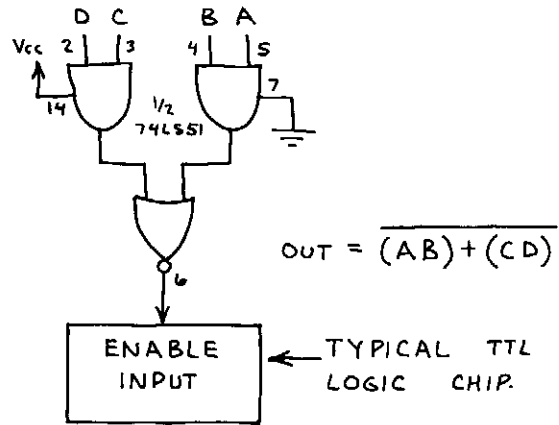 D C B A
2 3 4 5
Vcc
14
7
1/2
74LS51
6
OUT = (AB) + (CD)
ENABLE
INPUT
TYPICAL TTL
LOGIC CHIP.